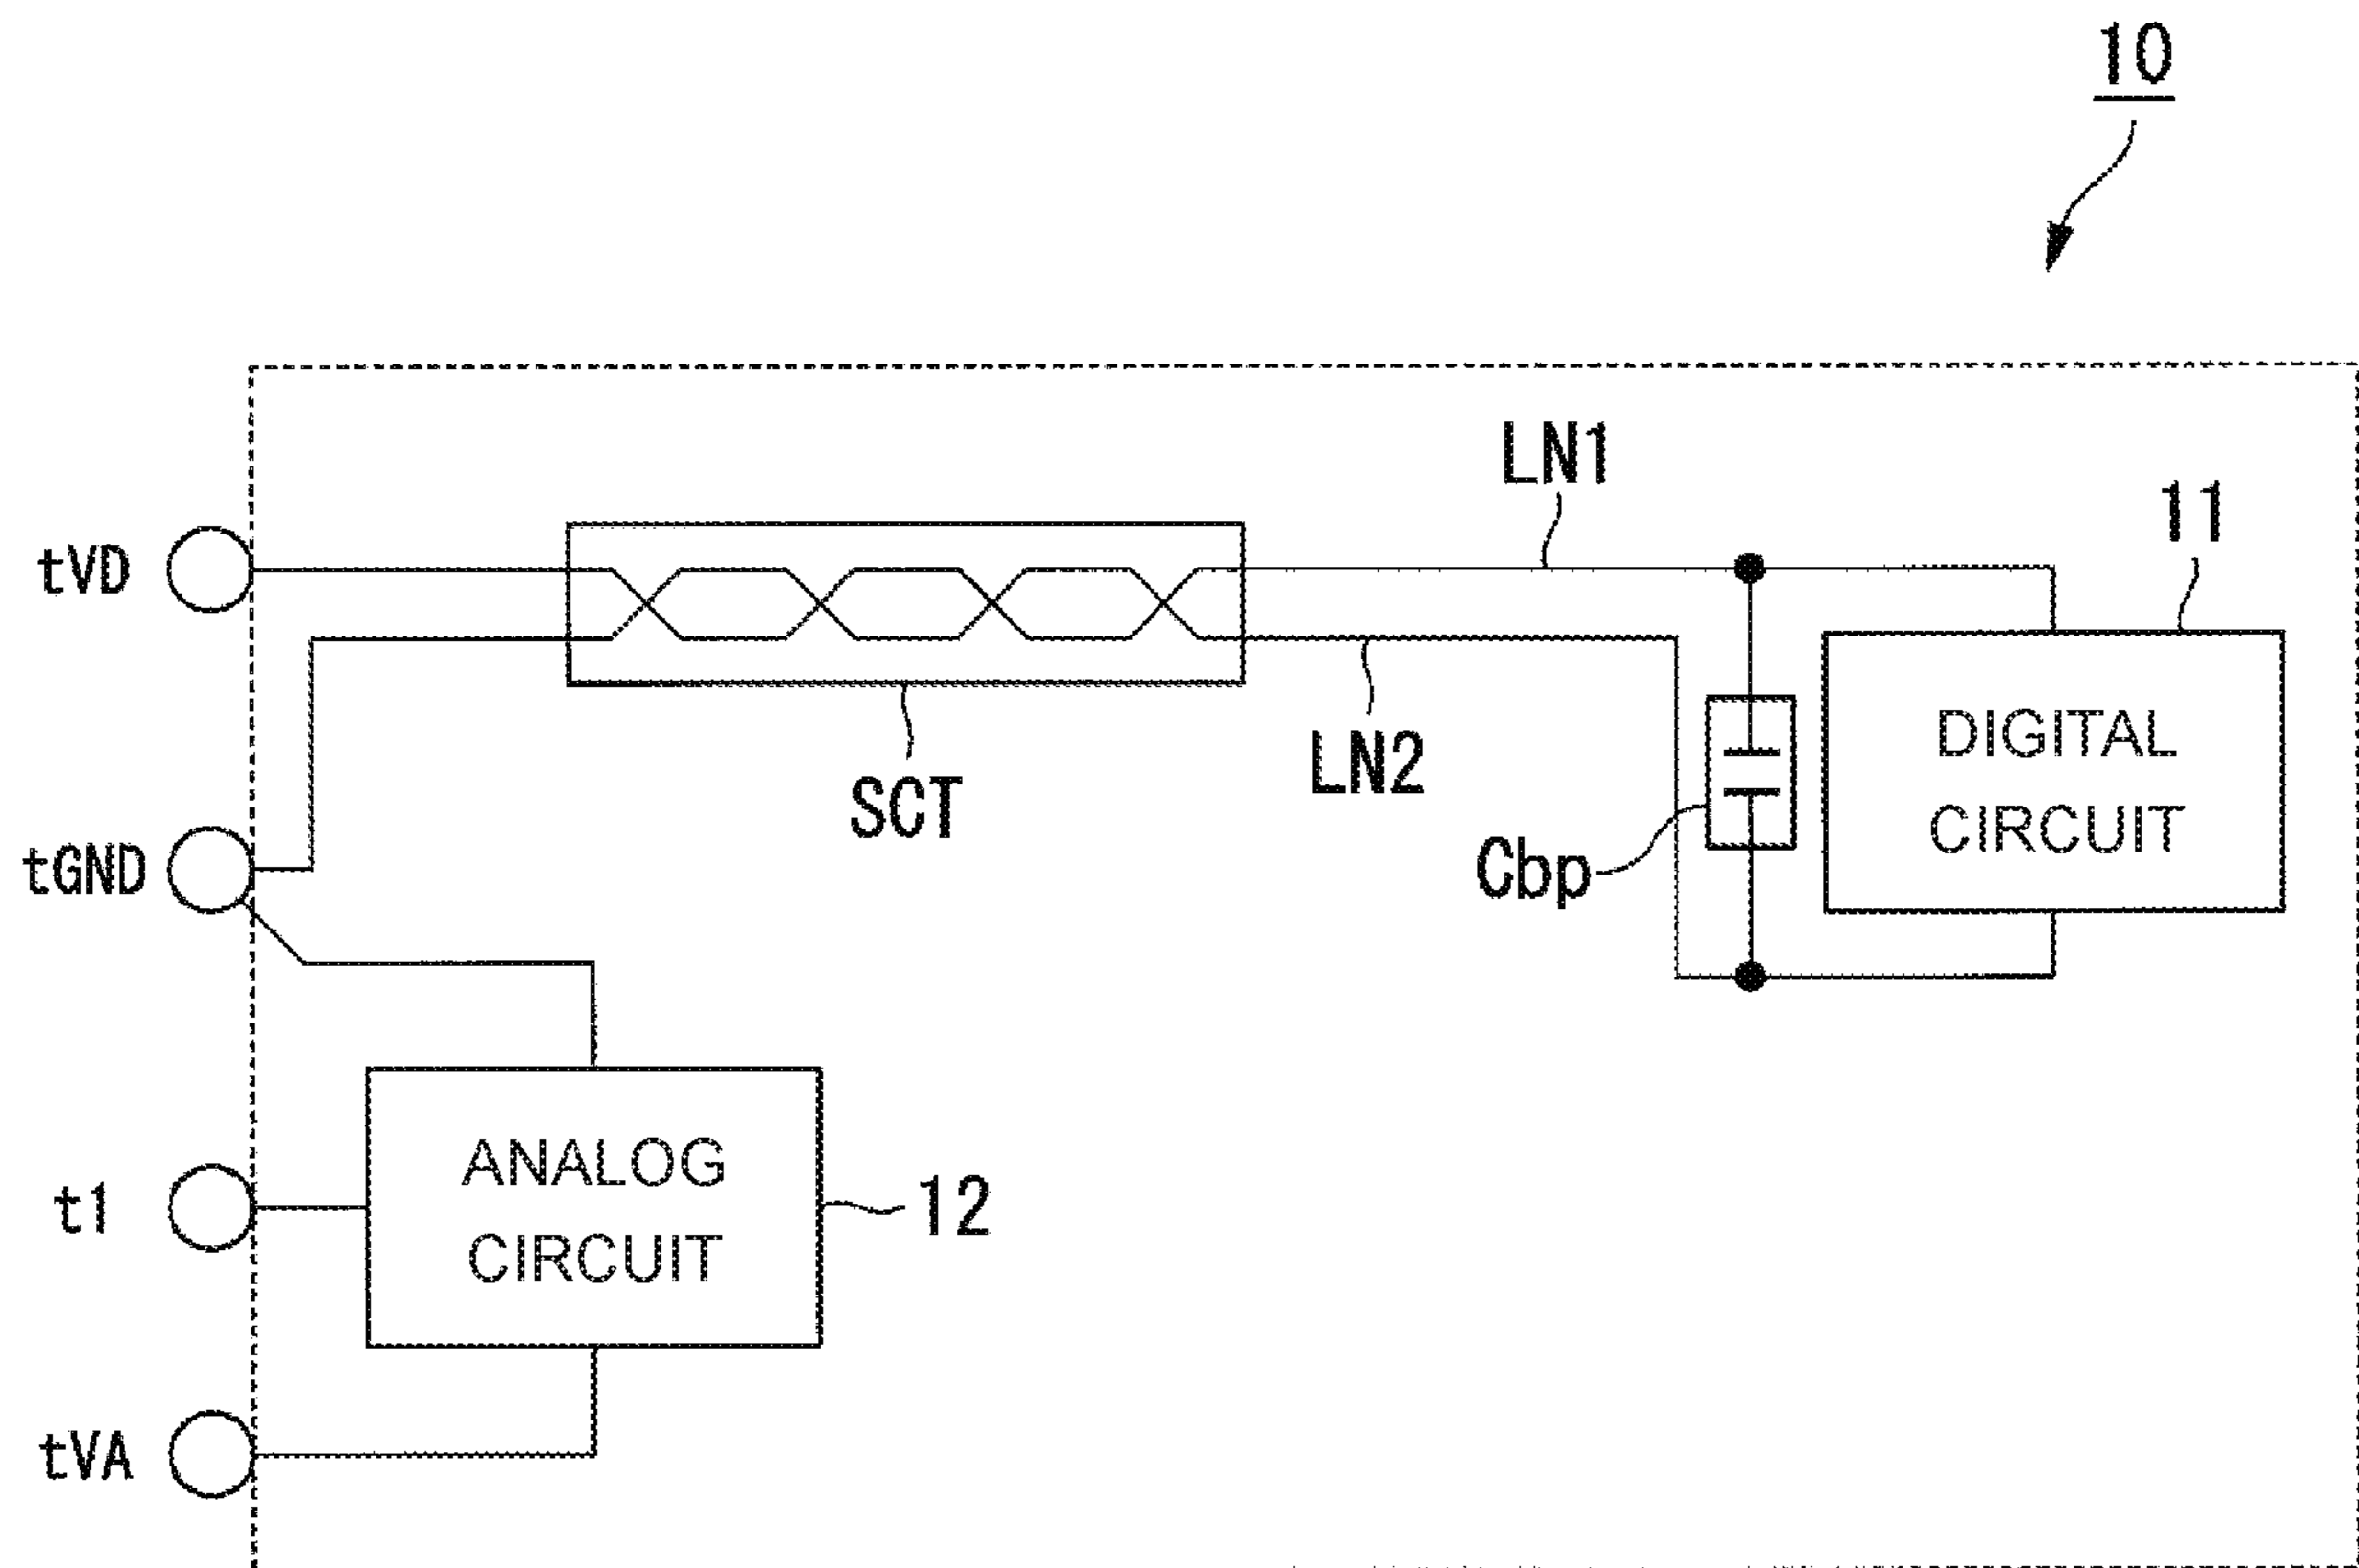 10
LN1
11
tVD
DIGITAL
CIRCUIT
LN2
SCT
Cbp
tGND
ANALOG
CIRCUIT
t1
12
tVA